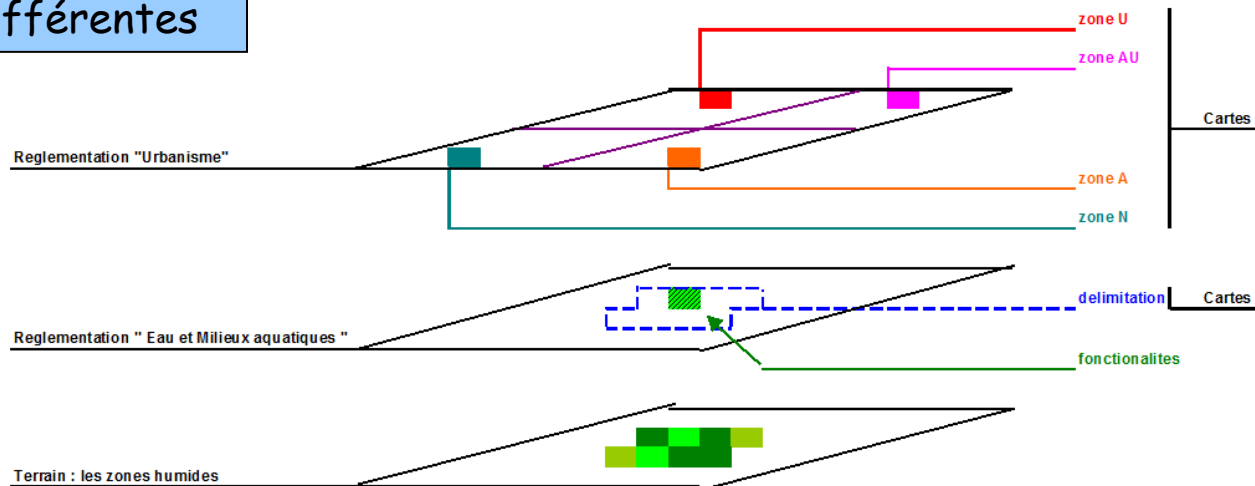 fférentes
zone U
zone AU
Cartes
Reglementation "Urbanisme"
zone A
zone N
delimitation
Cartes
Reglementation " Eau et Milieux aquatiques "
fonctionalites
Terrain : les zones humides